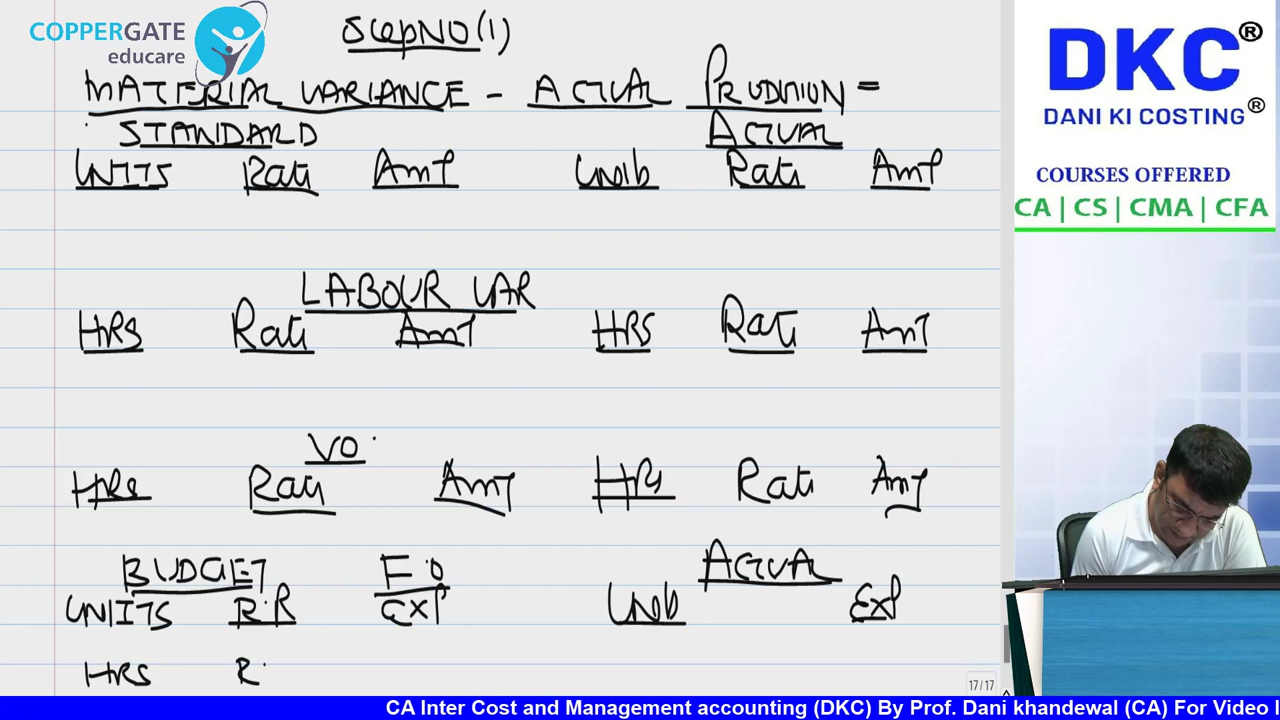 COPPERGATE
educare
Step NO (1)
MATERIAL VARIANCE - ACTUAL PRUDUTION =
STANDARD ACTUAL
UNITS Rate Amt Units Rate Amt
LABOUR VAR
HRS Rate Amt HRS Rate Amt
VO
HRS Rate Amt HRS Rate Amt
BUDGET F.O ACTUAL
UNITS R.R Exp Units Exp
HRS R.
17/17
DKC®
DANI KI COSTING®
COURSES OFFERED
CA | CS | CMA | CFA
CA Inter Cost and Management accounting (DKC) By Prof. Dani khandewal (CA) For Video I